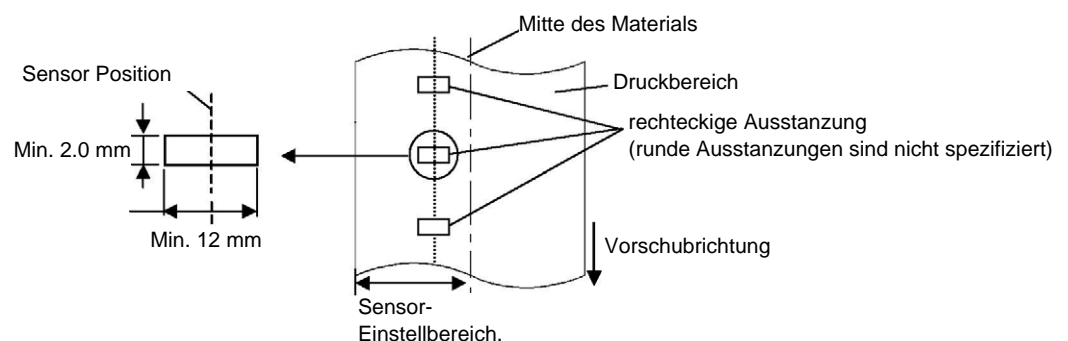 Mitte des Materials
Sensor Position
Druckbereich
rechteckige Ausstanzung
(runde Ausstanzungen sind nicht spezifiziert)
Min. 2.0 mm
Min. 12 mm
Vorschubrichtung
Sensor-
Einstellbereich.